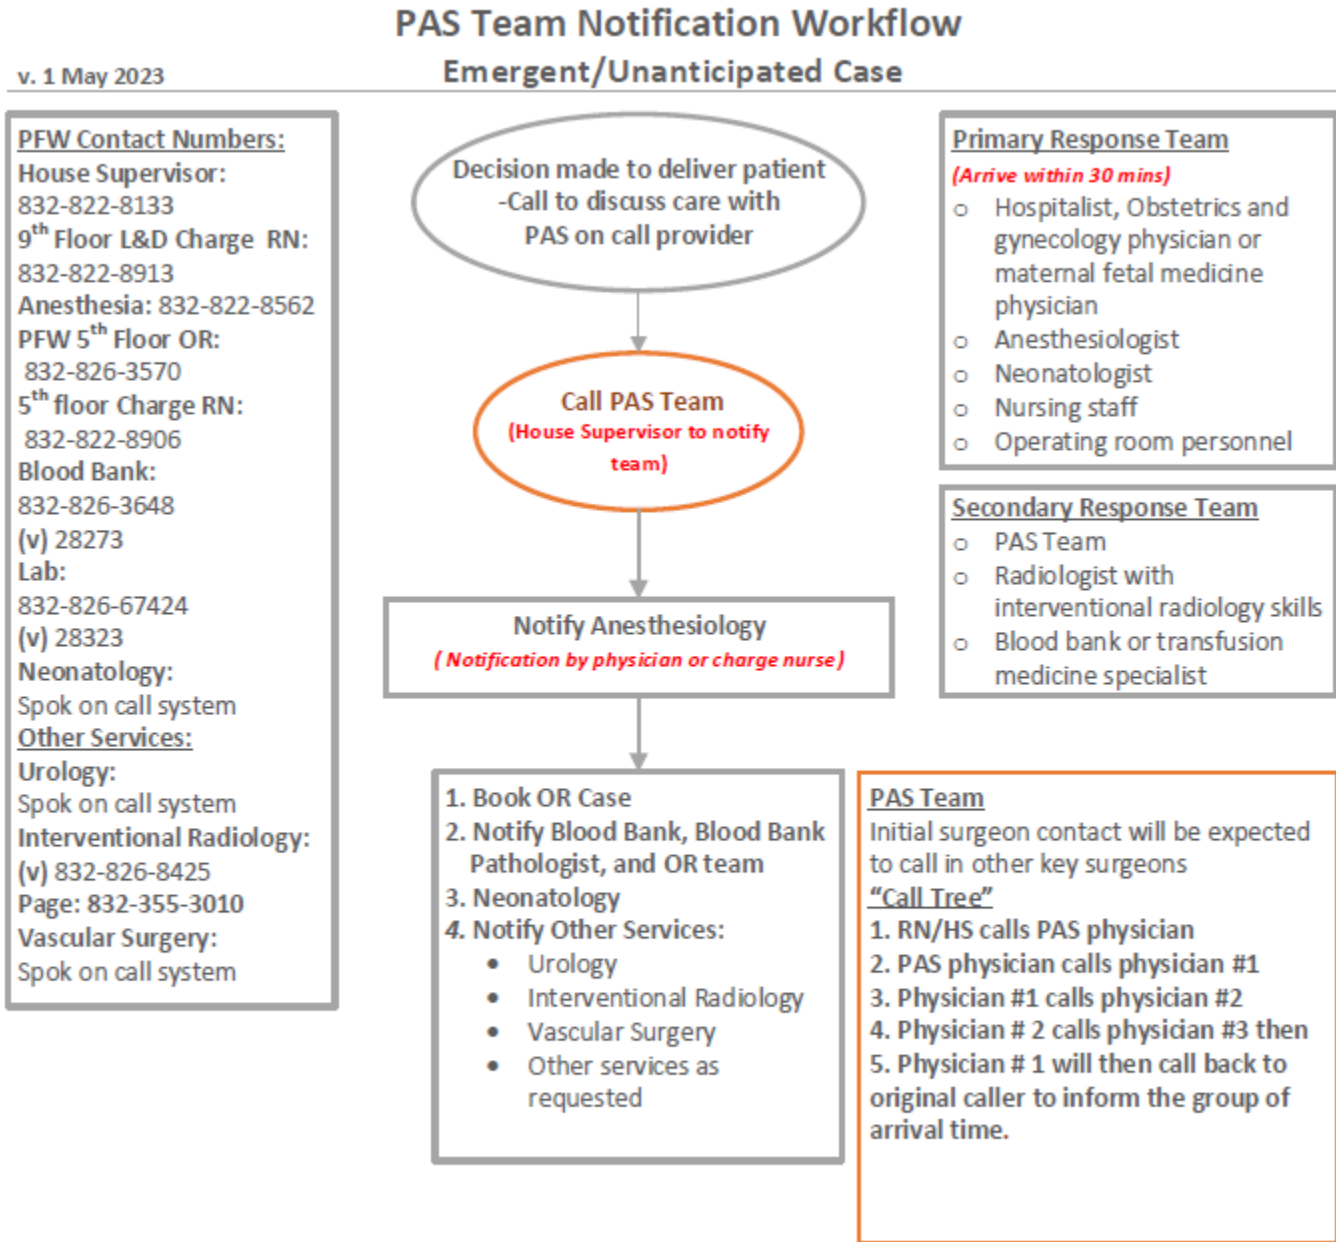 PAS Team Notification Workflow
Emergent/Unanticipated Case
v. 1 May 2023
PFW Contact Numbers:
House Supervisor:
832-822-8133
9th Floor L&D Charge RN:
832-822-8913
Anesthesia: 832-822-8562
PFW 5th Floor OR:
832-826-3570
5th floor Charge RN:
832-822-8906
Blood Bank:
832-826-3648
(v) 28273
Lab:
832-826-67424
(v) 28323
Neonatology:
Spok on call system
Other Services:
Urology:
Spok on call system
Interventional Radiology:
(v) 832-826-8425
Page: 832-355-3010
Vascular Surgery:
Spok on call system
Decision made to deliver patient
-Call to discuss care with
PAS on call provider
Call PAS Team
(House Supervisor to notify
team)
Notify Anesthesiology
( Notification by physician or charge nurse)
1. Book OR Case
2. Notify Blood Bank, Blood Bank
Pathologist, and OR team
3. Neonatology
4. Notify Other Services:
• Urology
• Interventional Radiology
• Vascular Surgery
• Other services as
requested
Primary Response Team
(Arrive within 30 mins)
o Hospitalist, Obstetrics and
gynecology physician or
maternal fetal medicine
physician
o Anesthesiologist
o Neonatologist
o Nursing staff
o Operating room personnel
Secondary Response Team
o PAS Team
o Radiologist with
interventional radiology skills
o Blood bank or transfusion
medicine specialist
PAS Team
Initial surgeon contact will be expected
to call in other key surgeons
“Call Tree”
1. RN/HS calls PAS physician
2. PAS physician calls physician #1
3. Physician #1 calls physician #2
4. Physician # 2 calls physician #3 then
5. Physician # 1 will then call back to
original caller to inform the group of
arrival time.